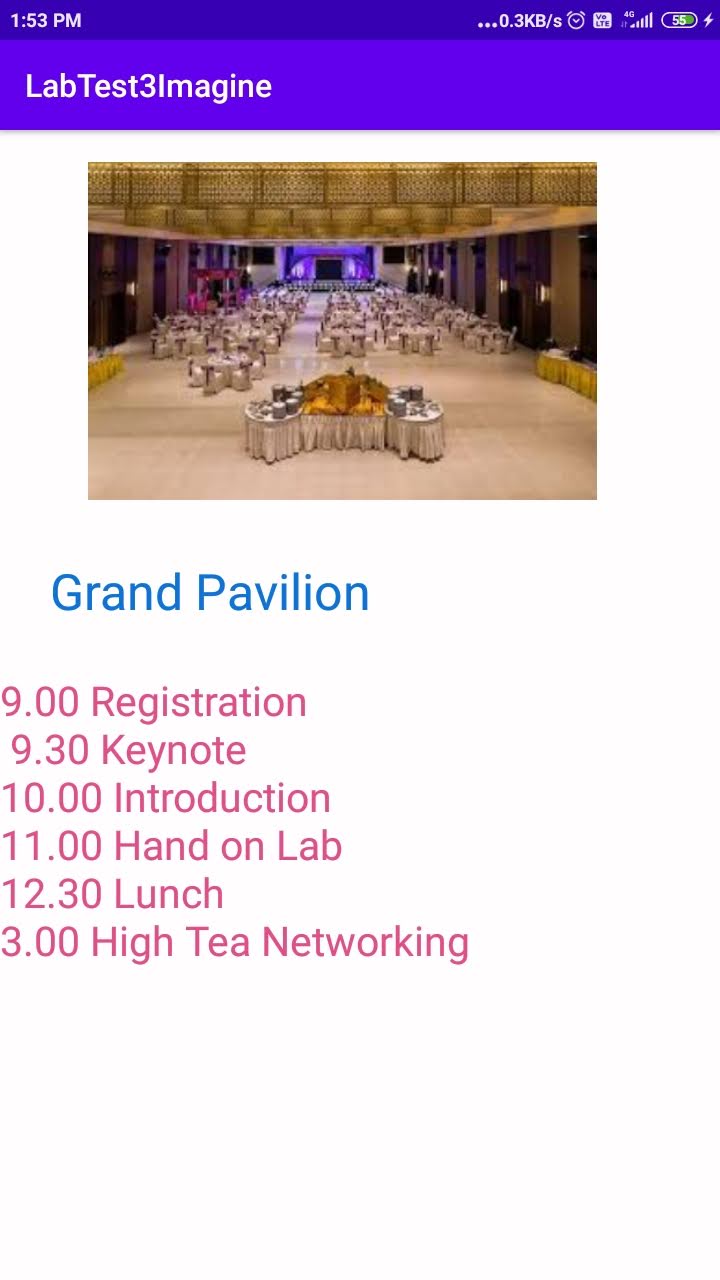 1:53 PM
...0.3KB/s Vo LTE 4G 55
LabTest3Imagine
Grand Pavilion
9.00 Registration
9.30 Keynote
10.00 Introduction
11.00 Hand on Lab
12.30 Lunch
3.00 High Tea Networking